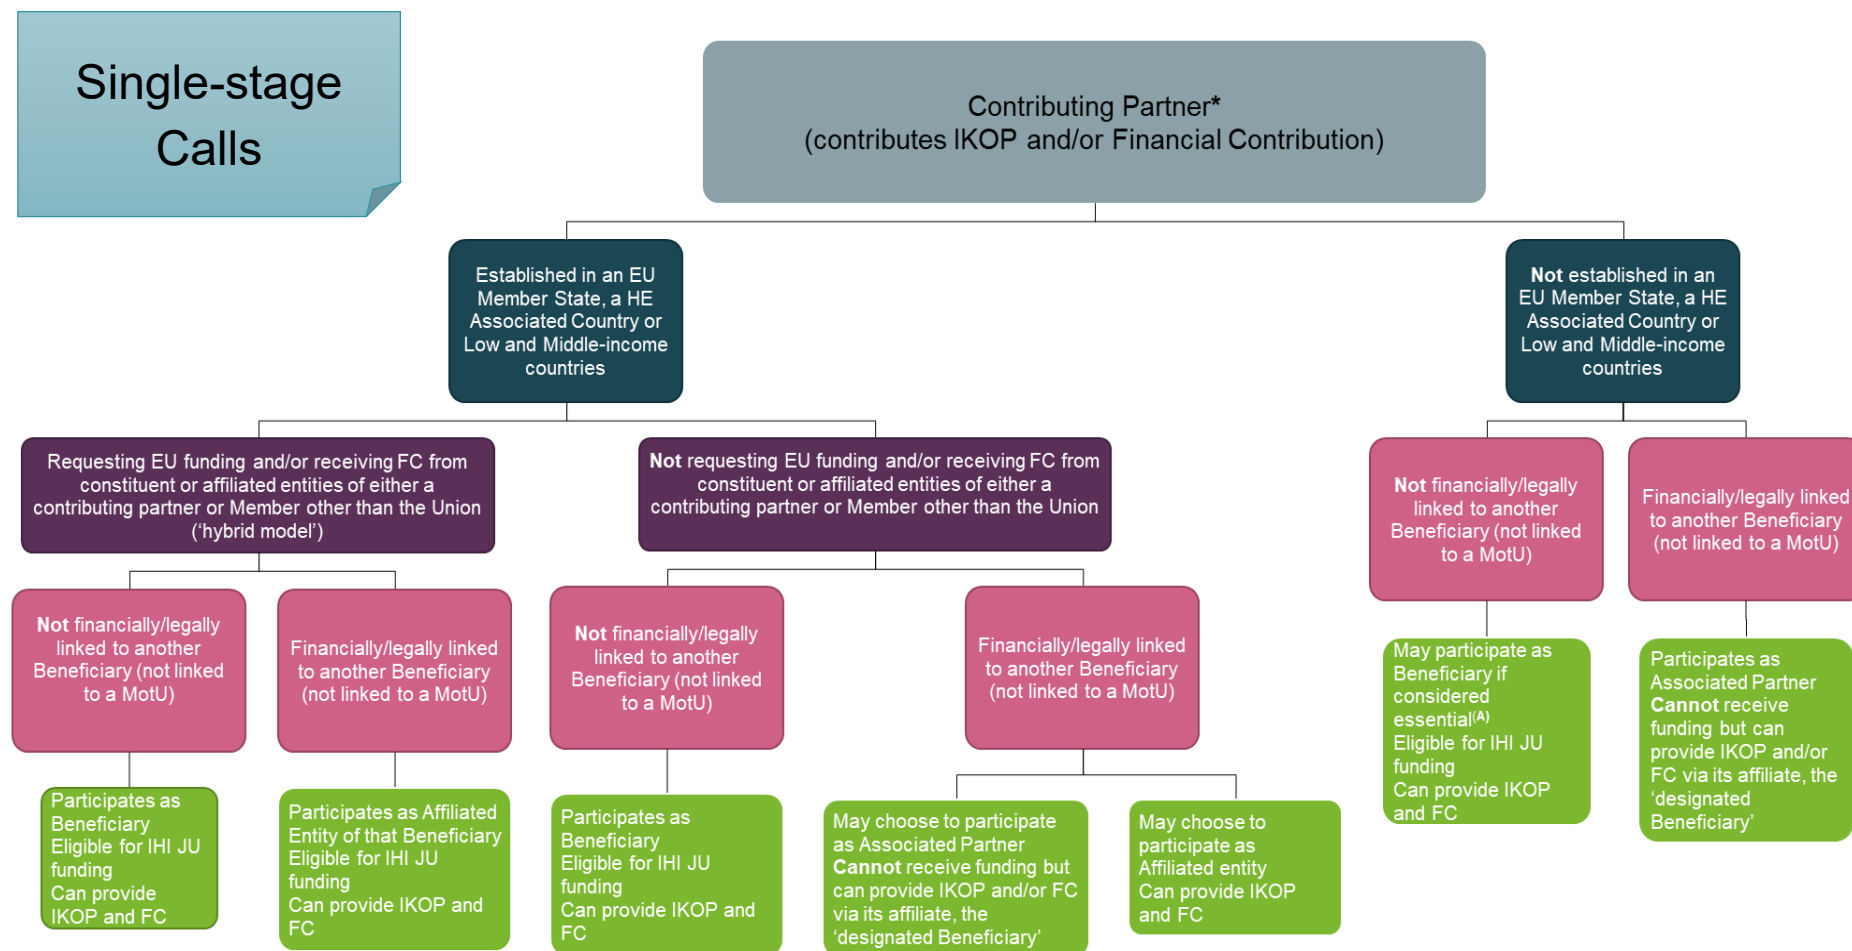 Single-stage
Calls
Contributing Partner*
(contributes IKOP and/or Financial Contribution)
Established in an EU
Member State, a HE
Associated Country or
Low and Middle-income
countries
Not established in an
EU Member State, a HE
Associated Country or
Low and Middle-income
countries
Requesting EU funding and/or receiving FC from
constituent or affiliated entities of either a
contributing partner or Member other than the Union
(‘hybrid model’)
Not requesting EU funding and/or receiving FC from
constituent or affiliated entities of either a
contributing partner or Member other than the Union
Not financially/legally
linked to another
Beneficiary (not linked
to a MotU)
Financially/legally linked
to another Beneficiary
(not linked to a MotU)
Not financially/legally
linked to another
Beneficiary (not linked
to a MotU)
Financially/legally linked
to another Beneficiary
(not linked to a MotU)
Not financially/legally
linked to another
Beneficiary (not linked
to a MotU)
Financially/legally linked
to another Beneficiary
(not linked to a MotU)
Participates as
Beneficiary
Eligible for IHI JU
funding
Can provide
IKOP and FC
Participates as Affiliated
Entity of that Beneficiary
Eligible for IHI JU
funding
Can provide IKOP and
FC
Participates as
Beneficiary
Eligible for IHI JU
funding
Can provide IKOP and
FC
May choose to participate
as Associated Partner
Cannot receive funding but
can provide IKOP and/or FC
via its affiliate, the
‘designated Beneficiary’
May choose to
participate as
Affiliated entity
Can provide IKOP
and FC
May participate as
Beneficiary if
considered
essential(A)
Eligible for IHI JU
funding
Can provide IKOP
and FC
Participates as
Associated Partner
Cannot receive
funding but can
provide IKOP and/or
FC via its affiliate, the
‘designated
Beneficiary’